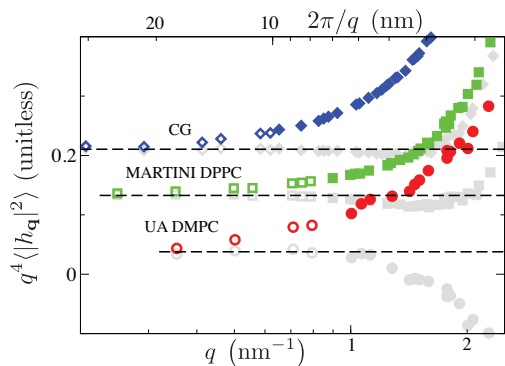 20 10 2π/q (nm)
q⁴⟨|h_q|²⟩ (unitless)
CG
0.2
MARTINI DPPC
UA DMPC
0
1 2
q (nm⁻¹)